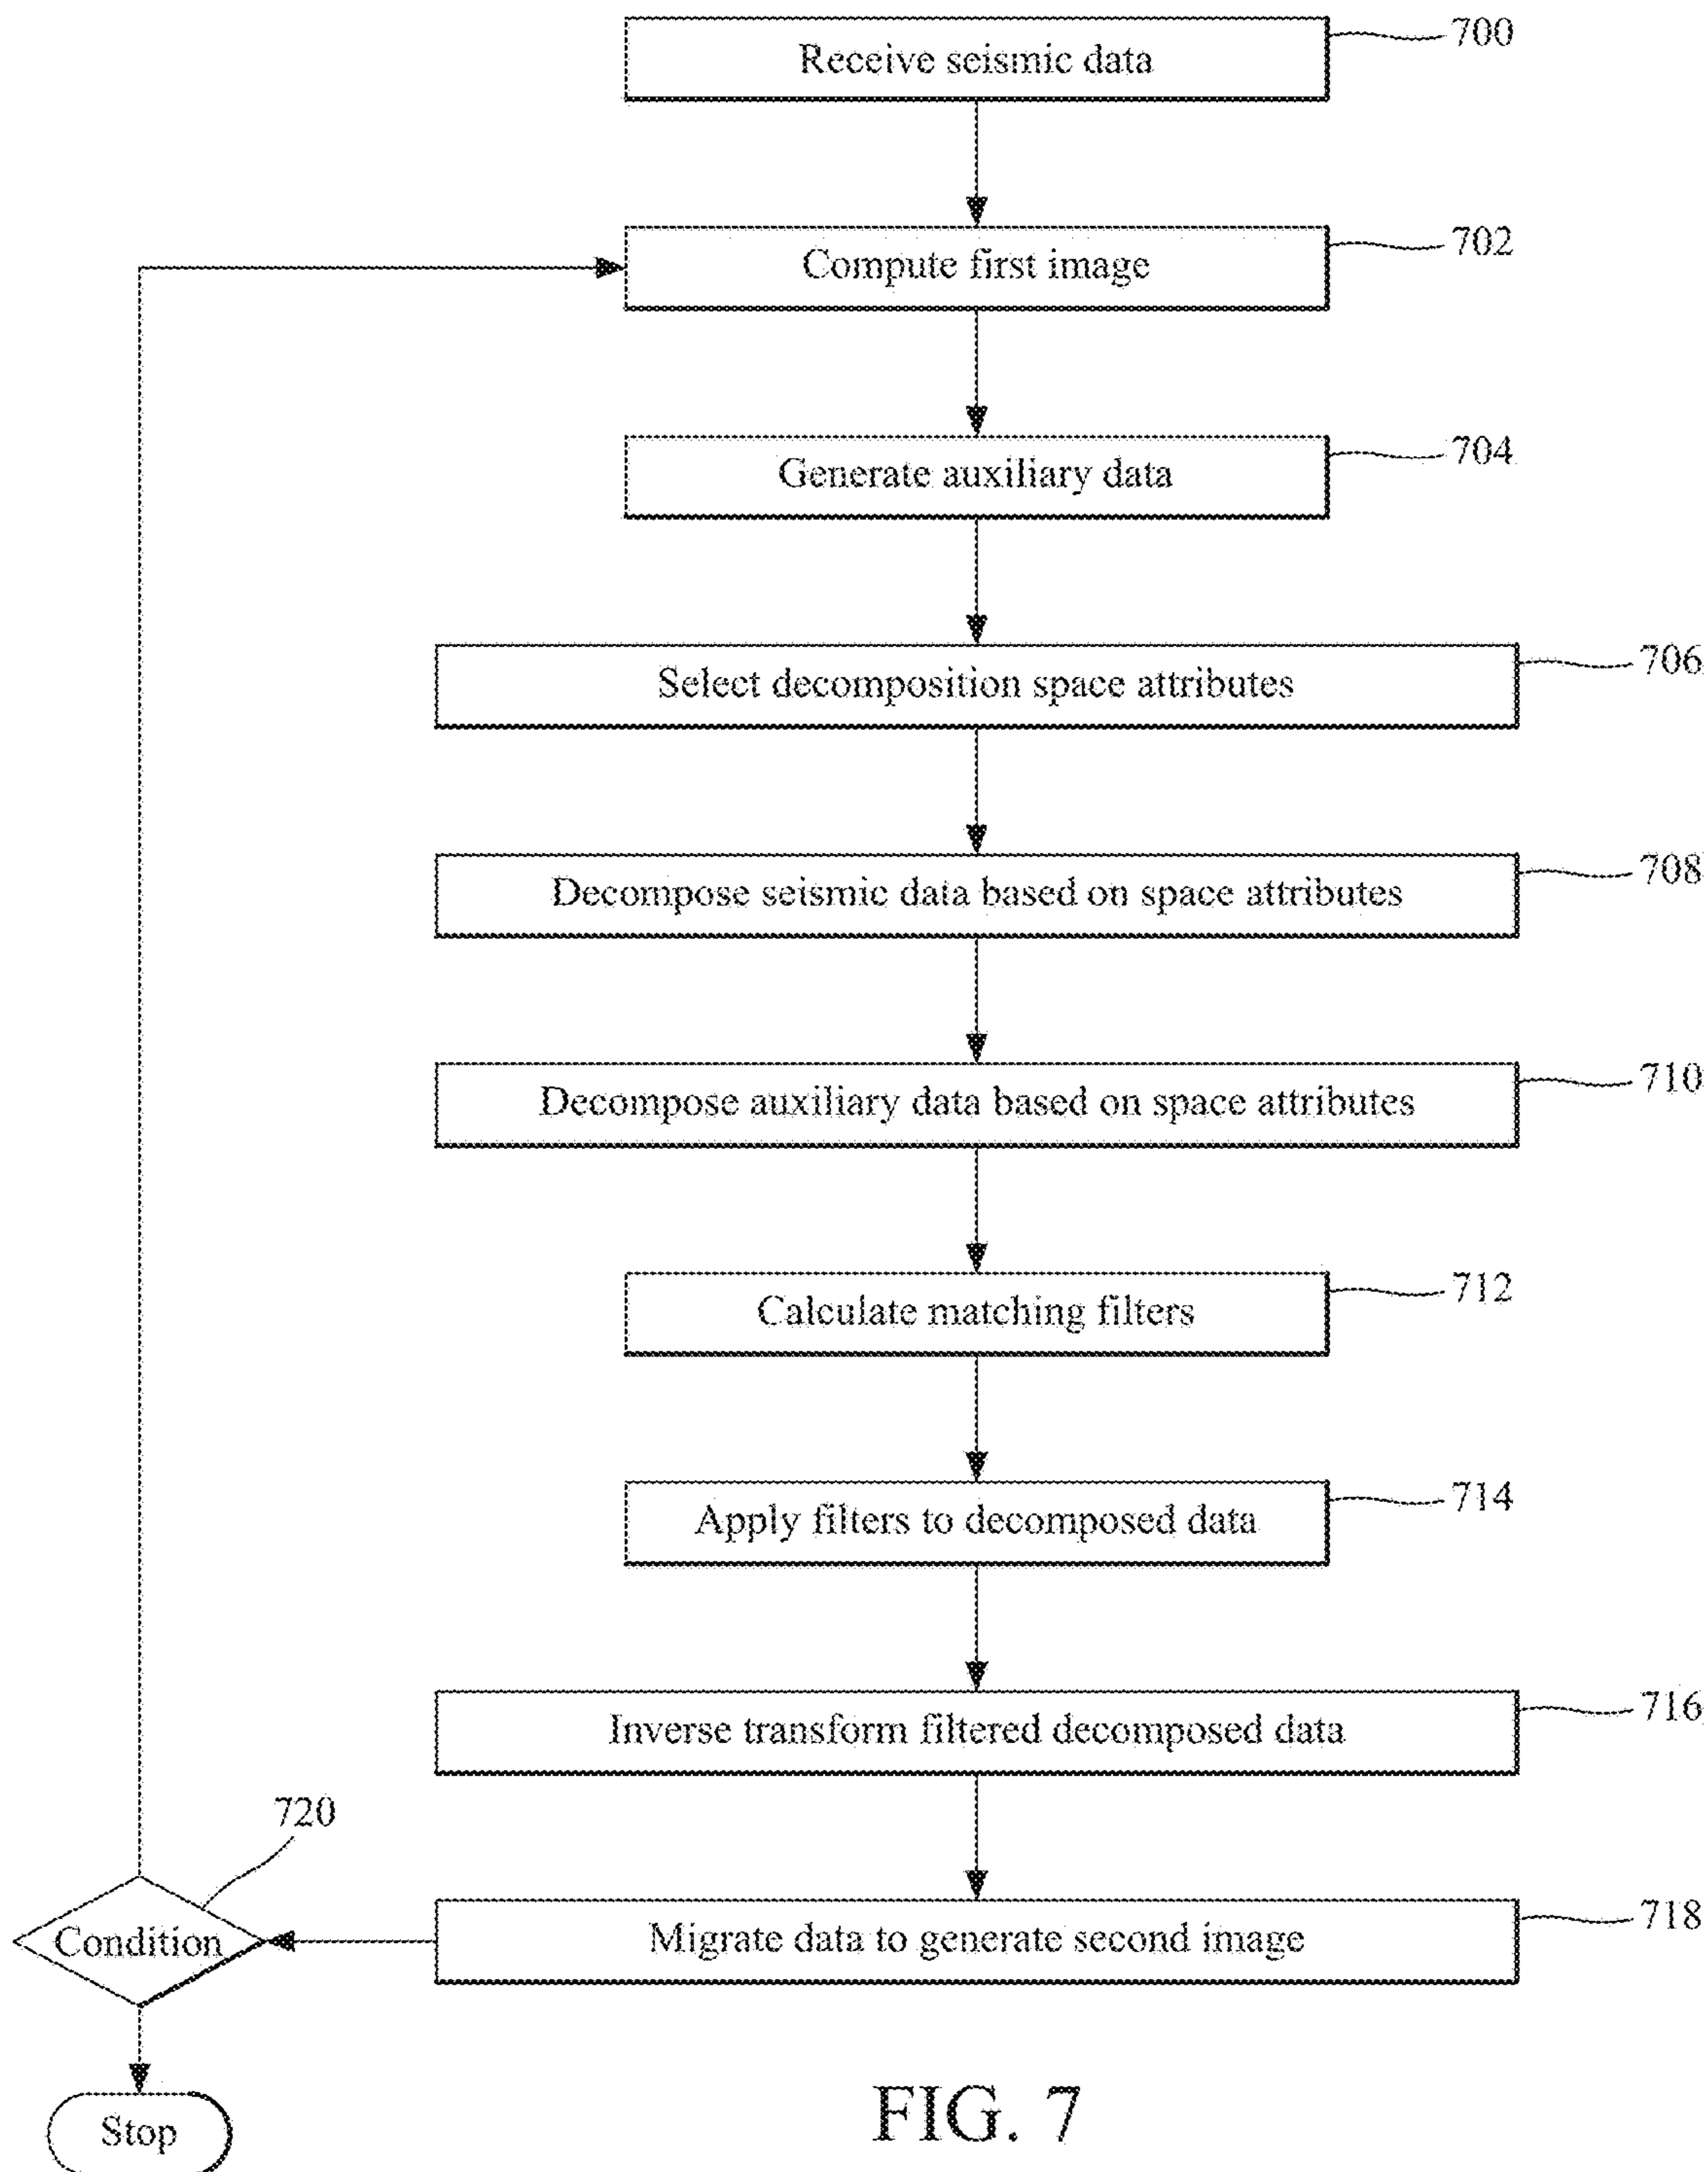 Receive seismic data
700
Compute first image
702
Generate auxiliary data
704
Select decomposition space attributes
706
Decompose seismic data based on space attributes
708
Decompose auxiliary data based on space attributes
710
Calculate matching filters
712
Apply filters to decomposed data
714
Inverse transform filtered decomposed data
716
720
Condition
Migrate data to generate second image
718
Stop
FIG. 7